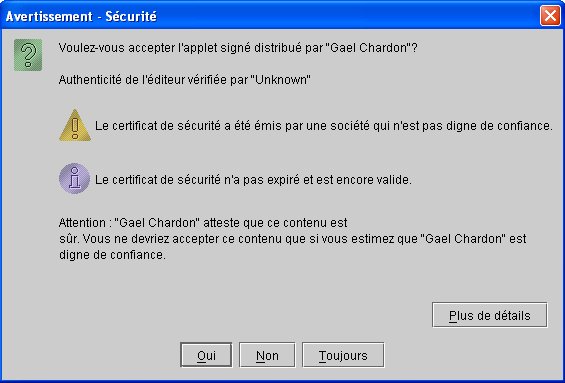 Avertissement - Sécurité
Voulez-vous accepter l'applet signé distribué par "Gael Chardon"?
Authenticité de l'éditeur vérifiée par "Unknown"
Le certificat de sécurité a été émis par une société qui n'est pas digne de confiance.
Le certificat de sécurité n'a pas expiré et est encore valide.
Attention : "Gael Chardon" atteste que ce contenu est
sûr. Vous ne devriez accepter ce contenu que si vous estimez que "Gael Chardon" est
digne de confiance.
Plus de détails
Oui Non Toujours